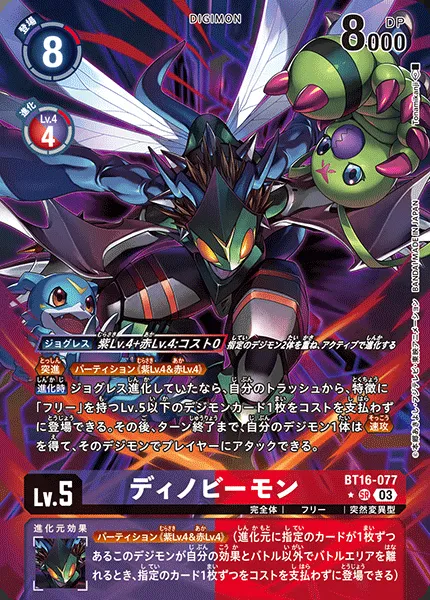 DIGIMON
登場
8
DP
8000
進化
Lv.4
4
Tonamikanji
BANDAI MADE IN JAPAN
ジョグレス 紫Lv.4+赤Lv.4:コスト0 指定のデジモン2体を重ね、アクティブで進化する
突進 パーティション(紫Lv.4&赤Lv.4)
進化時 ジョグレス進化していたなら、自分のトラッシュから、特徴に
「フリー」を持つLv.5以下のデジモンカード1枚をコストを支払わず
に登場できる。その後、ターン終了まで、自分のデジモン1体は 速攻
を得て、そのデジモンでプレイヤーにアタックできる。
Lv.5
ディノビーモン
BT16-077
SR 03
完全体
フリー
突然変異型
進化元効果
パーティション(紫Lv.4&赤Lv.4) (進化元に指定のカードが1枚ずつ
あるこのデジモンが自分の効果とバトル以外でバトルエリアを離
れるとき、指定のカード1枚ずつをコストを支払わずに登場できる)